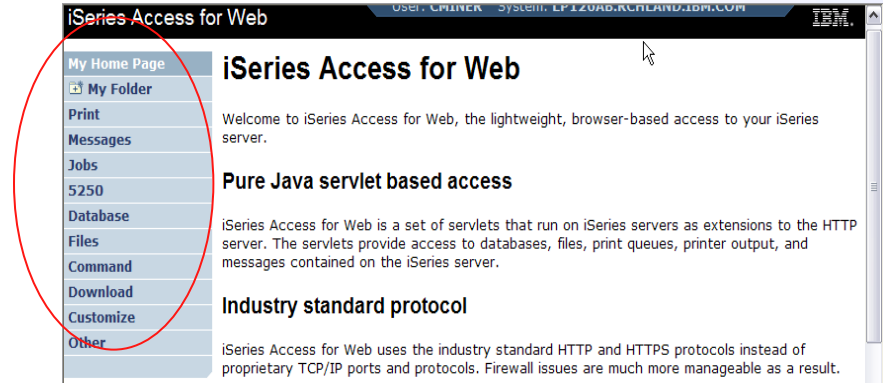 iSeries Access for Web
User: CMINER System: LP126AB.RCHLAND.IBM.COM
IBM.
My Home Page
My Folder
Print
Messages
Jobs
5250
Database
Files
Command
Download
Customize
Other
iSeries Access for Web
Welcome to iSeries Access for Web, the lightweight, browser-based access to your iSeries
server.
Pure Java servlet based access
iSeries Access for Web is a set of servlets that run on iSeries servers as extensions to the HTTP
server. The servlets provide access to databases, files, print queues, printer output, and
messages contained on the iSeries server.
Industry standard protocol
iSeries Access for Web uses the industry standard HTTP and HTTPS protocols instead of
proprietary TCP/IP ports and protocols. Firewall issues are much more manageable as a result.